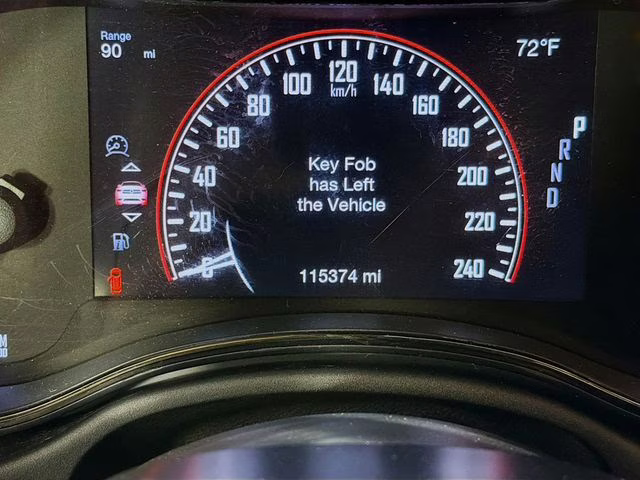 Range
90 mi
72°F
0
20
40
60
80
100
120
km/h
140
160
180
200
220
240
Key Fob
has Left
the Vehicle
115374 mi
P
R
N
D